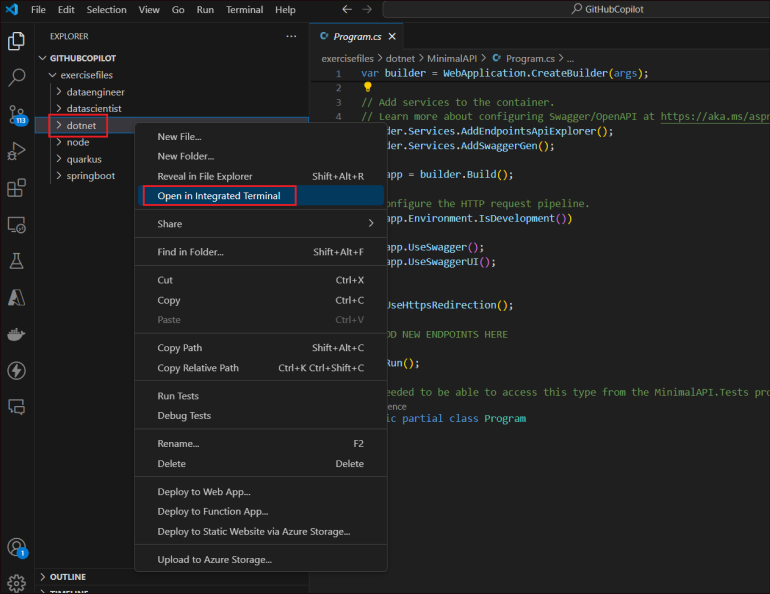 File Edit Selection View Go Run Terminal Help
GitHubCopilot
EXPLORER
Program.cs
GITHUBCOPILOT
exercisefiles
dataengineer
datascientist
dotnet
node
quarkus
springboot
113
1
OUTLINE
TIMELINE
New File...
New Folder...
Reveal in File Explorer Shift+Alt+R
Open in Integrated Terminal
Share
Find in Folder... Shift+Alt+F
Cut Ctrl+X
Copy Ctrl+C
Paste Ctrl+V
Copy Path Shift+Alt+C
Copy Relative Path Ctrl+K Ctrl+Shift+C
Run Tests
Debug Tests
Rename... F2
Delete Delete
Deploy to Web App...
Deploy to Function App...
Deploy to Static Website via Azure Storage...
Upload to Azure Storage...
exercisefiles > dotnet > MinimalAPI > Program.cs > ...
1 var builder = WebApplication.CreateBuilder(args);
2
3 // Add services to the container.
4 // Learn more about configuring Swagger/OpenAPI at https://aka.ms/asp
der.Services.AddEndpointsApiExplorer();
der.Services.AddSwaggerGen();
app = builder.Build();
onfigure the HTTP request pipeline.
app.Environment.IsDevelopment())
app.UseSwagger();
app.UseSwaggerUI();
UseHttpsRedirection();
DD NEW ENDPOINTS HERE
Run();
eeded to be able to access this type from the MinimalAPI.Tests pro
ence
ic partial class Program